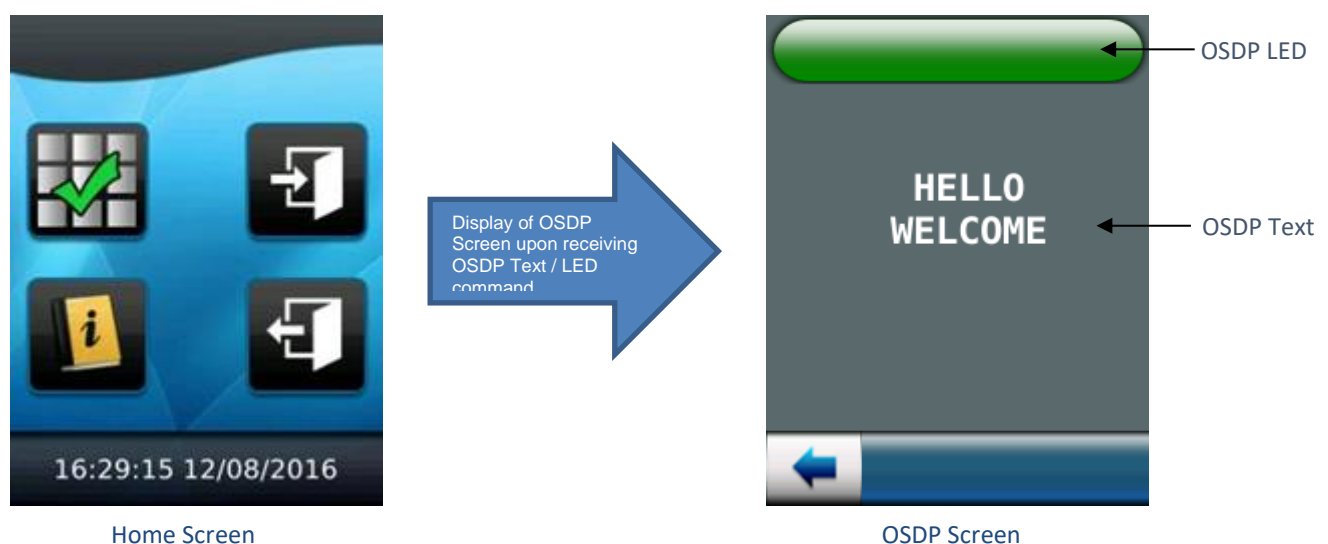 OSDP LED
HELLO
WELCOME
Display of OSDP
Screen upon receiving
OSDP Text / LED
command
OSDP Text
i
16:29:15 12/08/2016
Home Screen
OSDP Screen